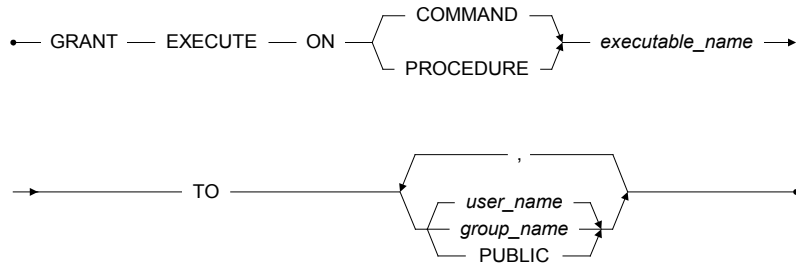 COMMAND
GRANT EXECUTE ON executable_name
PROCEDURE
,
TO
user_name
group_name
PUBLIC